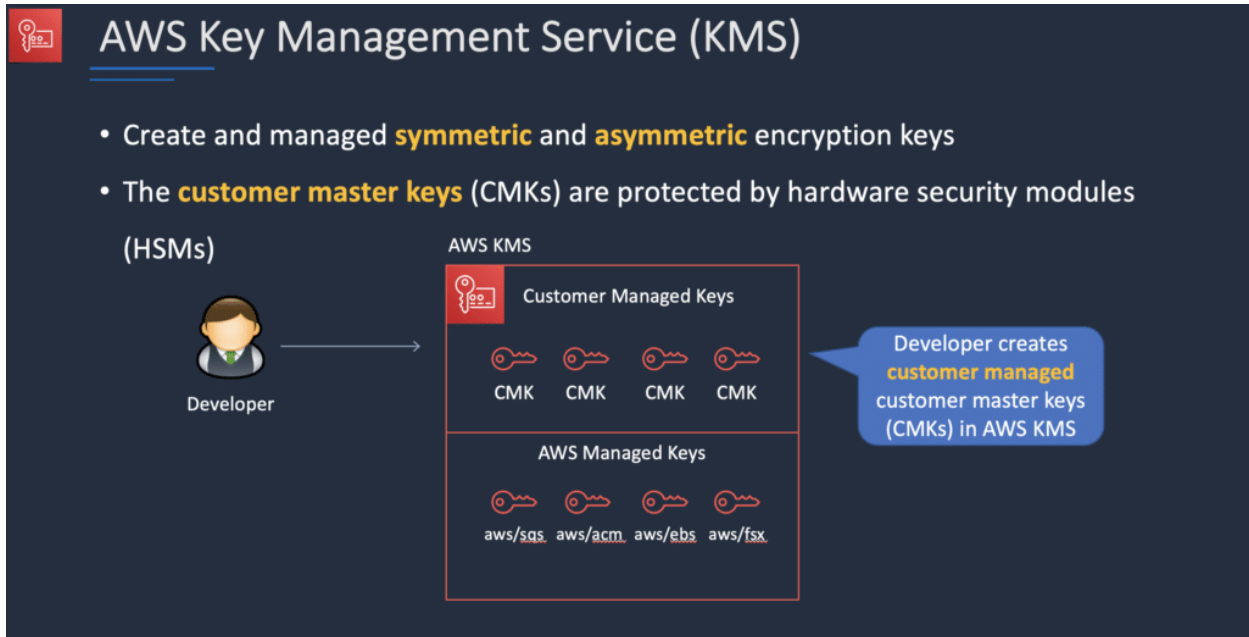 AWS Key Management Service (KMS)
• Create and managed symmetric and asymmetric encryption keys
• The customer master keys (CMKs) are protected by hardware security modules
(HSMs)
AWS KMS
Customer Managed Keys
CMK CMK CMK CMK
Developer
Developer creates
customer managed
customer master keys
(CMKs) in AWS KMS
AWS Managed Keys
aws/sqs aws/acm aws/ebs aws/fsx